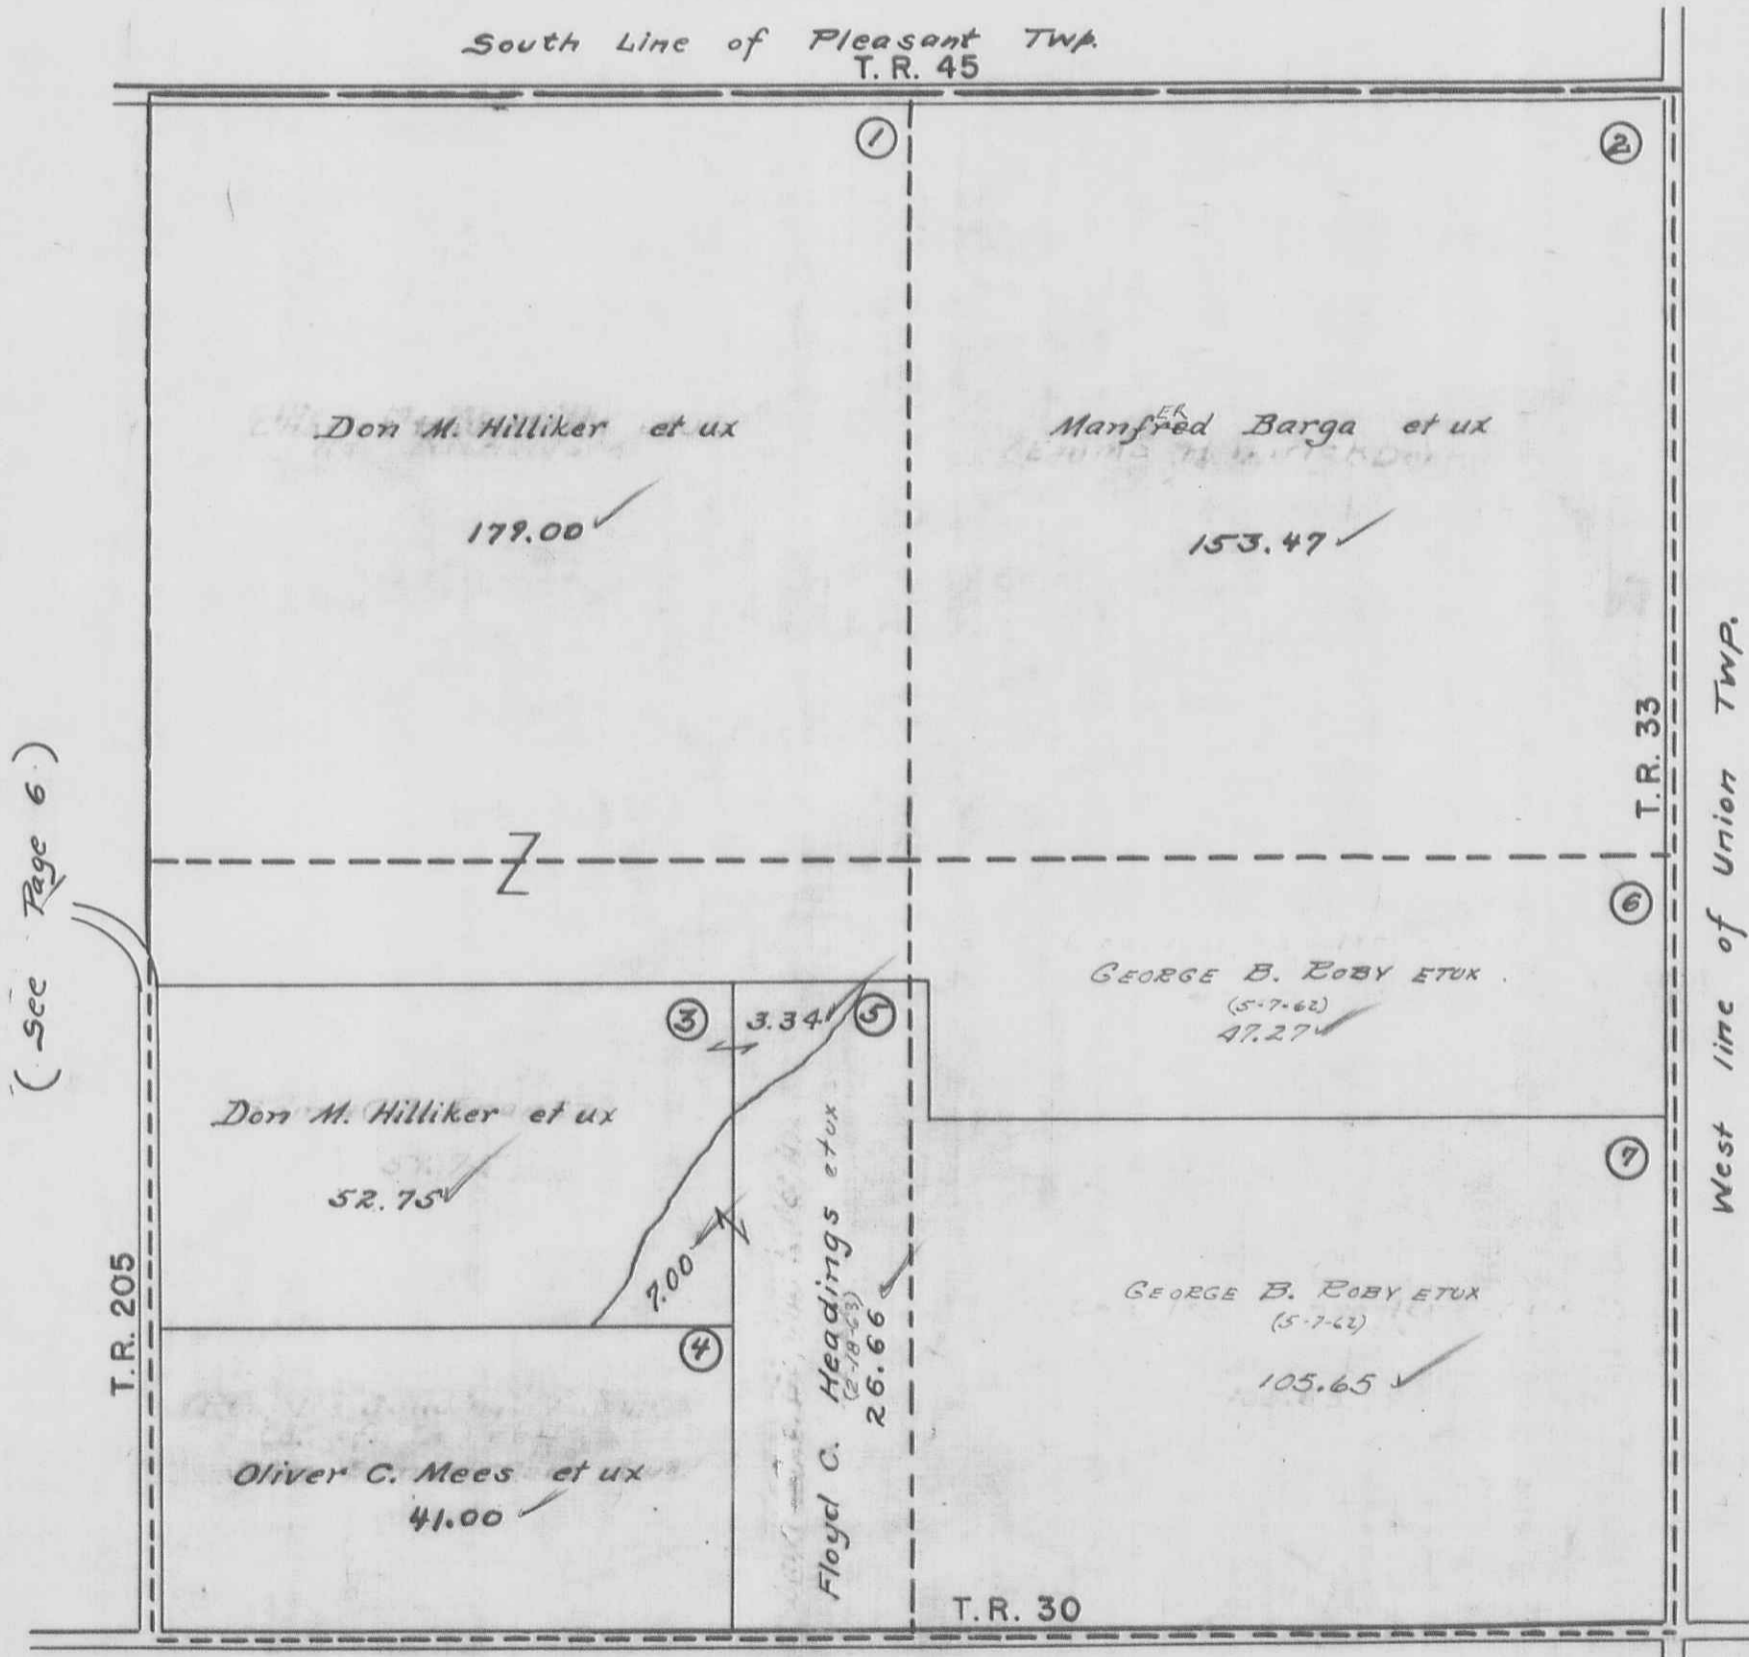 South Line of Pleasant Twp.
T. R. 45
1
2
Don M. Hilliker et ux
179.00
ER
Manfred Barga et ux
153.47
T.R. 33
West line of Union TWP.
( See Page 6 )
6
GEORGE B. ROBY ETUX
(5-7-62)
47.27
3
3.34
5
Don M. Hilliker et ux
52.75
7.00
Floyd C. Headings etux
(2-18-63)
26.66
7
GEORGE B. ROBY ETUX
(5-7-62)
105.65
T.R. 205
4
Oliver C. Mees et ux
41.00
T.R. 30